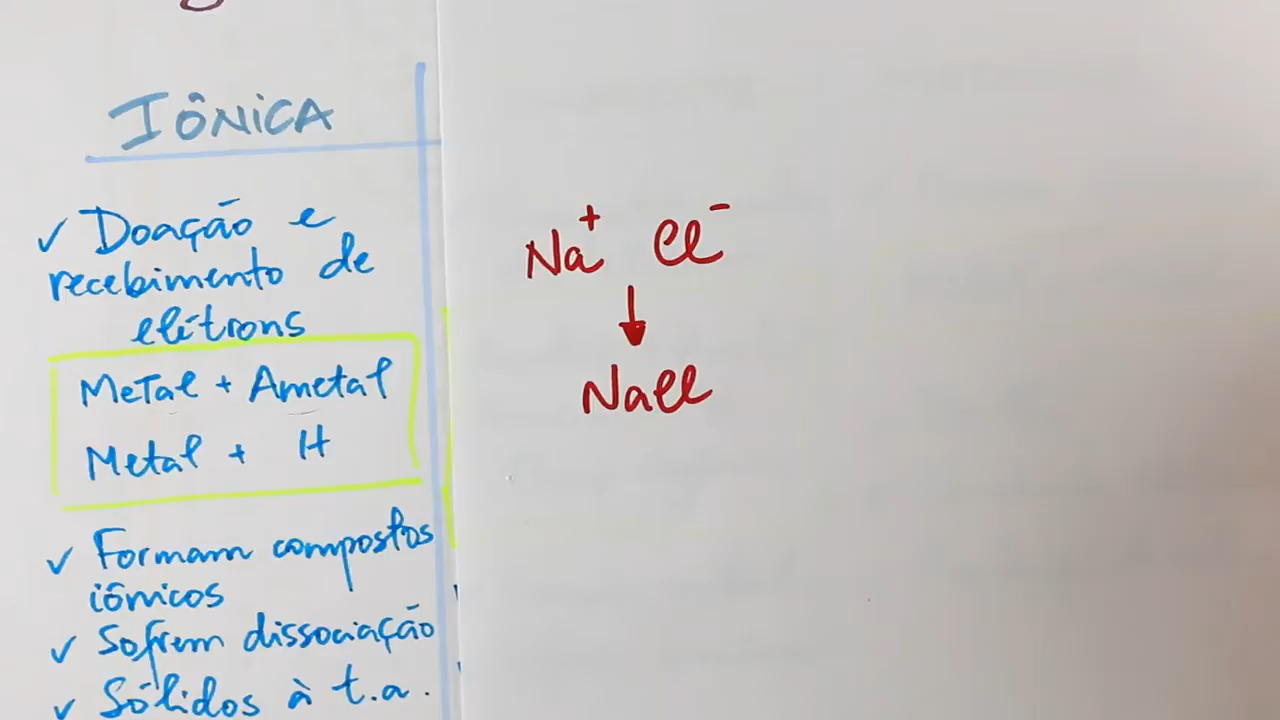 IÔNICA
✓ Doação e
recebimento de
elétrons
Metal + Ametal
Metal + H
✓ Formam compostos
iônicos
✓ Sofrem dissociação
✓ Sólidos à t.a.
Na⁺ Cl⁻
↓
NaCl